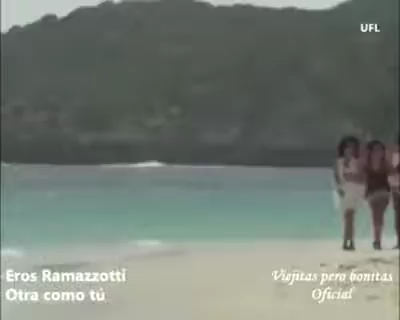 UFL
Eros Ramazzotti
Otra como tú
Viejitas pero bonitas
Oficial